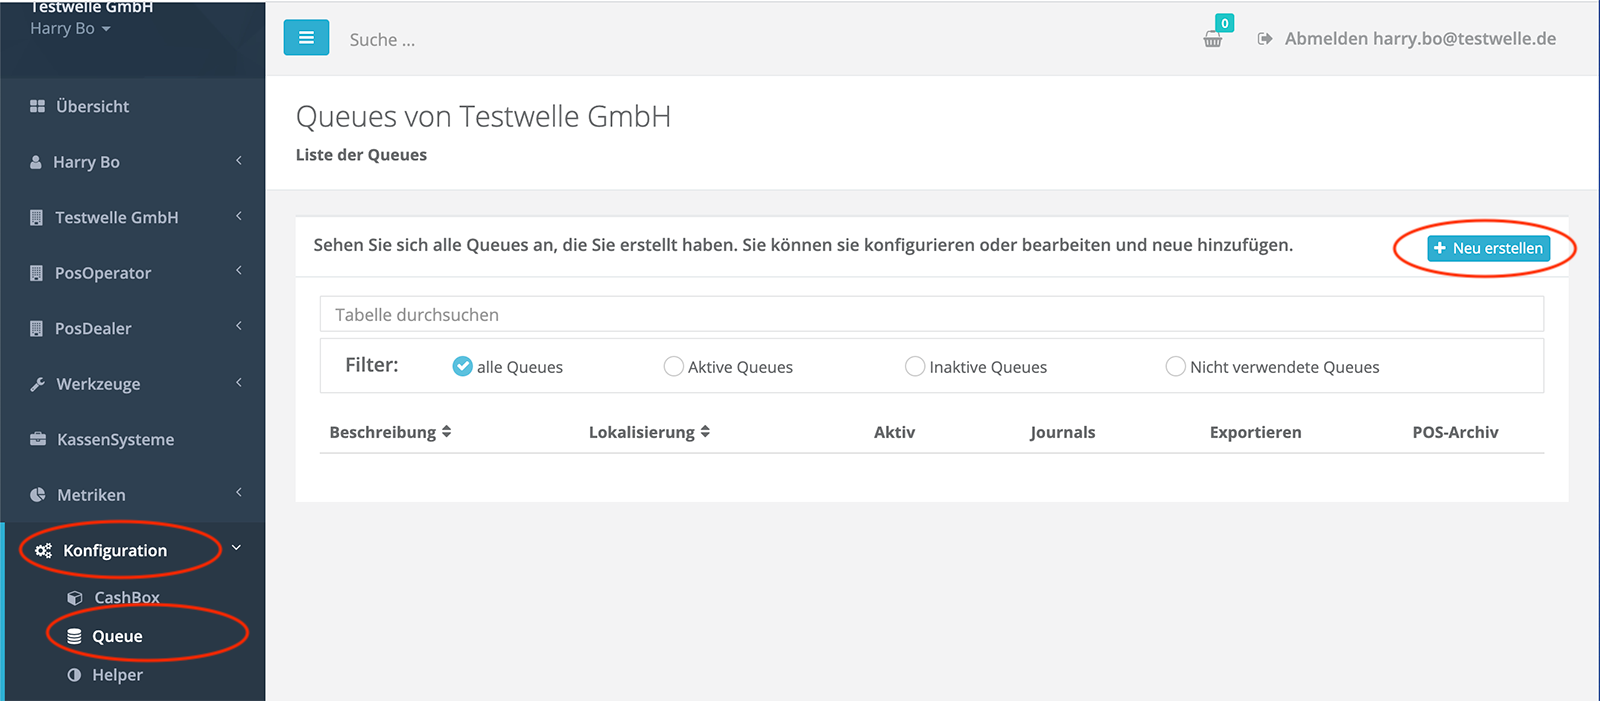 Testwelle GmbH
Harry Bo
Übersicht
Harry Bo
Testwelle GmbH
PosOperator
PosDealer
Werkzeuge
KassenSysteme
Metriken
Konfiguration
CashBox
Queue
Helper
Suche ...
0
Abmelden harry.bo@testwelle.de
Queues von Testwelle GmbH
Liste der Queues
Sehen Sie sich alle Queues an, die Sie erstellt haben. Sie können sie konfigurieren oder bearbeiten und neue hinzufügen.
Neu erstellen
Tabelle durchsuchen
Filter: alle Queues Aktive Queues Inaktive Queues Nicht verwendete Queues
Beschreibung Lokalisierung Aktiv Journals Exportieren POS-Archiv